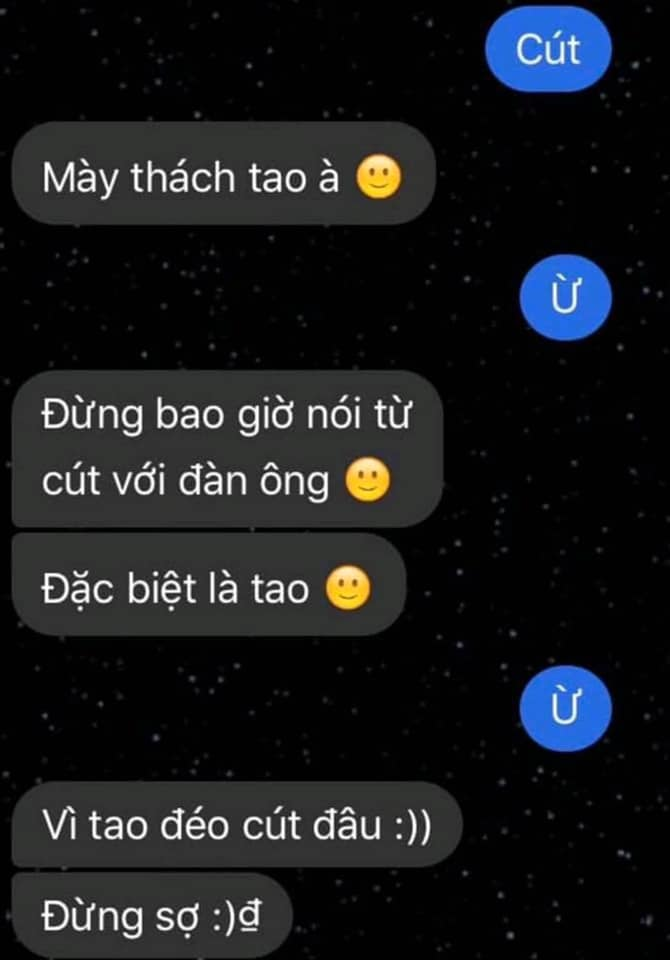 Cút
Mày thách tao à 🙂
Ừ
Đừng bao giờ nói từ
cút với đàn ông 🙂
Đặc biệt là tao 🙂
Ừ
Vì tao đéo cút đâu :))
Đừng sợ :)₫